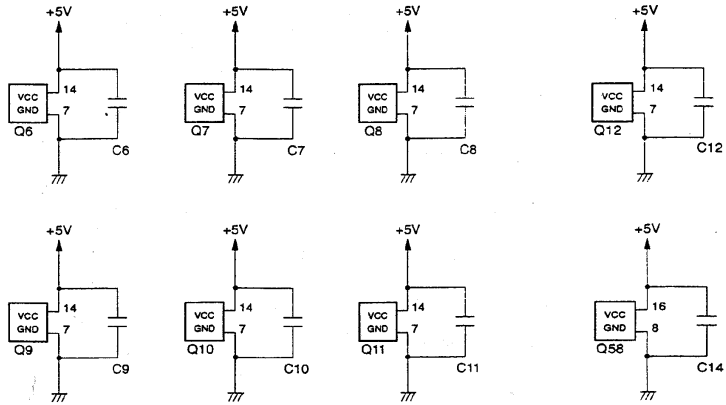 +5V +5V +5V +5V
14 14 14 14
VCC VCC VCC VCC
GND GND GND GND
7 7 7 7
Q6 Q7 Q8 Q12
C6 C7 C8 C12
+5V +5V +5V +5V
14 14 14 16
VCC VCC VCC VCC
GND GND GND GND
7 7 7 8
Q9 Q10 Q11 Q58
C9 C10 C11 C14